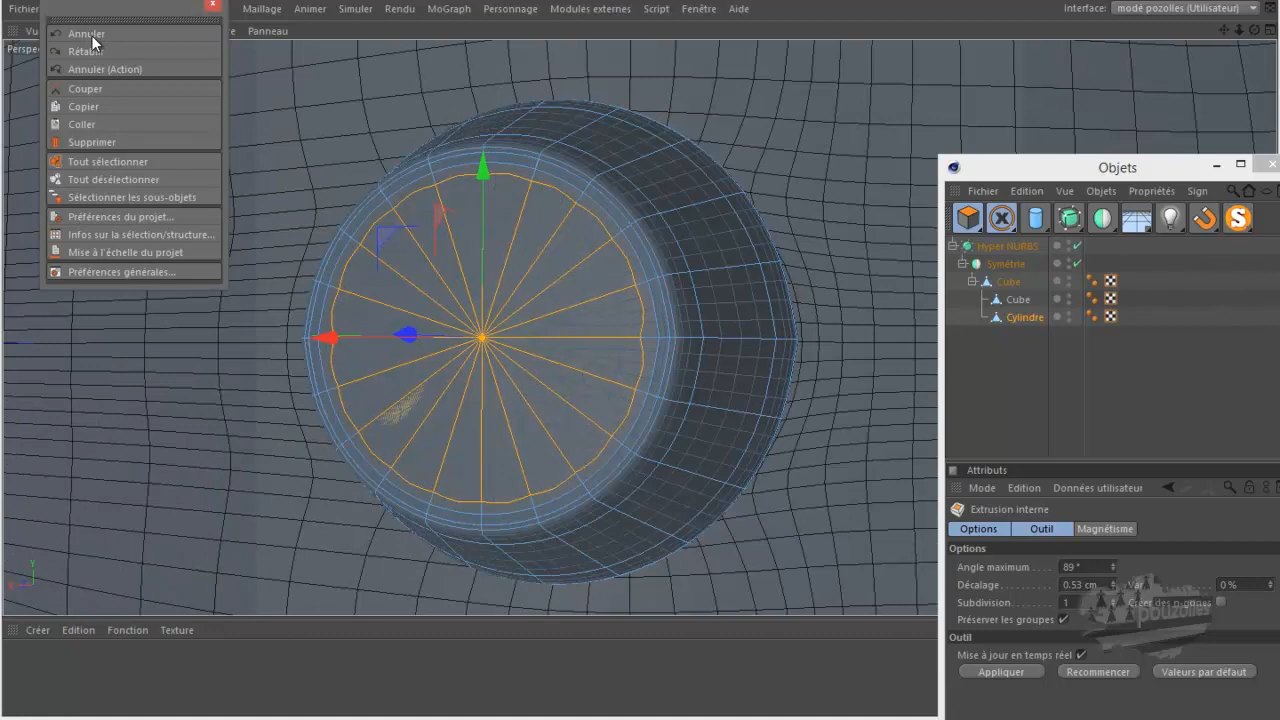 Fichier
Maillage
Animer
Simuler
Rendu
MoGraph
Personnage
Modules externes
Script
Fenêtre
Aide
Interface:
modé pozolles (Utilisateur)
Panneau
Annuler
Rétablir
Annuler (Action)
Couper
Copier
Coller
Supprimer
Tout sélectionner
Tout désélectionner
Sélectionner les sous-objets
Préférences du projet...
Infos sur la sélection/structure...
Mise à l'échelle du projet
Préférences générales...
Objets
Fichier
Edition
Vue
Objets
Propriétés
Sign
Hyper NURBS
Symétrie
Cube
Cube
Cylindre
Attributs
Mode
Edition
Données utilisateur
Extrusion interne
Options
Outil
Magnétisme
Options
Angle maximum
89 °
Décalage
0.53 cm
0 %
Subdivision
1
Préserver les groupes
Outil
Mise à jour en temps réel
Appliquer
Recommencer
Valeurs par défaut
pouzolles
Créer
Edition
Fonction
Texture
Y
X